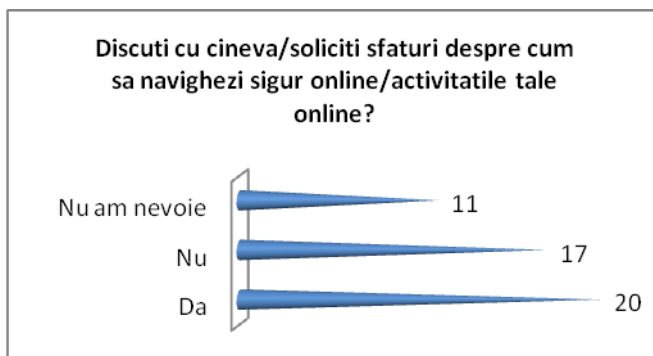 Discuti cu cineva/soliciti sfaturi despre cum
sa navighezi sigur online/activitatile tale
online?
Nu am nevoie 11
Nu 17
Da 20